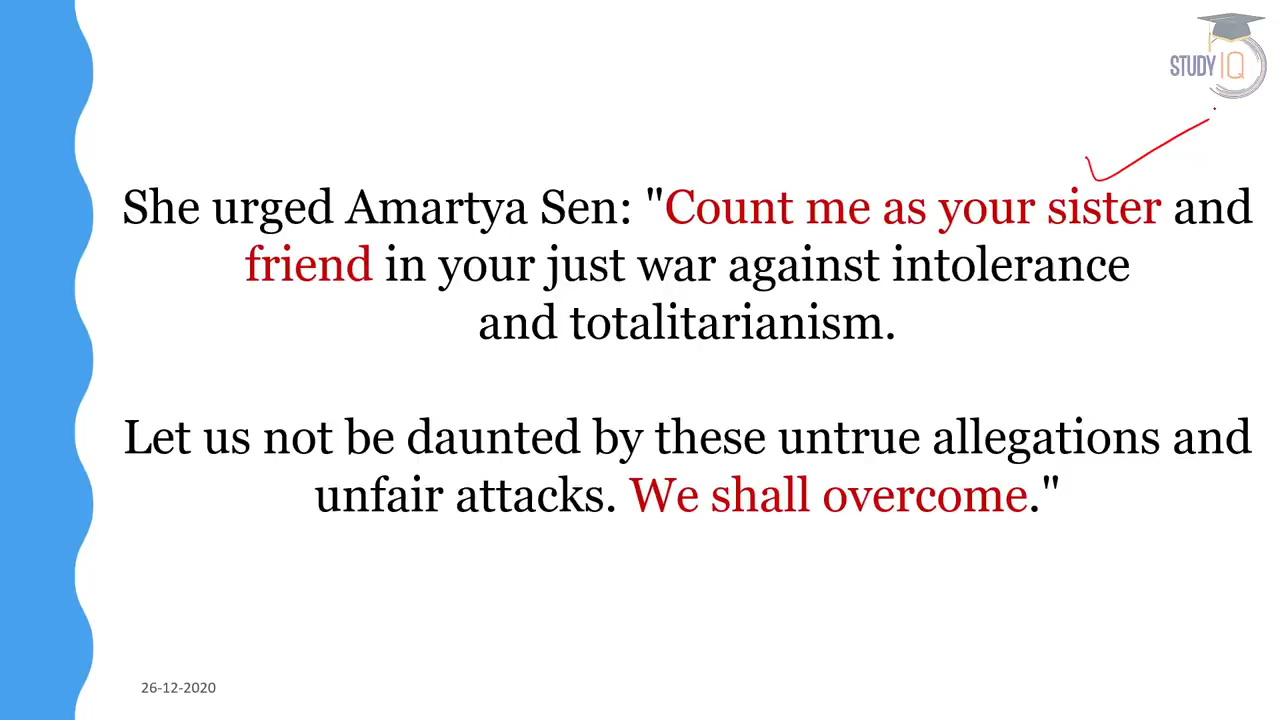 STUDY IQ
She urged Amartya Sen: "Count me as your sister and
friend in your just war against intolerance
and totalitarianism.
Let us not be daunted by these untrue allegations and
unfair attacks. We shall overcome."
26-12-2020